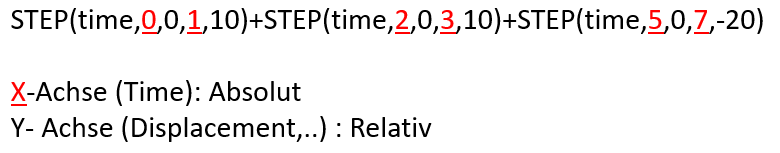 STEP(time,0,0,1,10)+STEP(time,2,0,3,10)+STEP(time,5,0,7,-20)
X-Achse (Time): Absolut
Y- Achse (Displacement,..) : Relativ